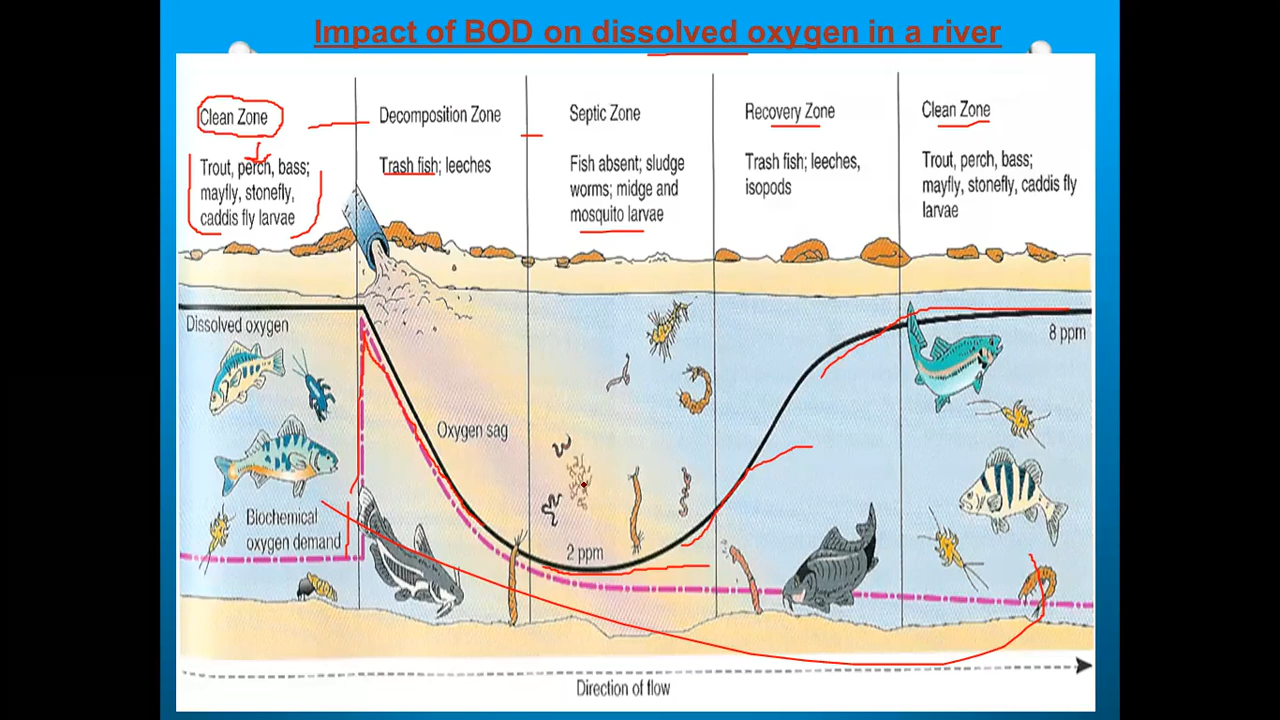 Impact of BOD on dissolved oxygen in a river
Clean Zone
Trout, perch, bass;
mayfly, stonefly,
caddis fly larvae
Decomposition Zone
Trash fish; leeches
Septic Zone
Fish absent; sludge
worms; midge and
mosquito larvae
Recovery Zone
Trash fish; leeches,
isopods
Clean Zone
Trout, perch, bass;
mayfly, stonefly, caddis fly
larvae
Dissolved oxygen
8 ppm
Oxygen sag
Biochemical
oxygen demand
2 ppm
Direction of flow